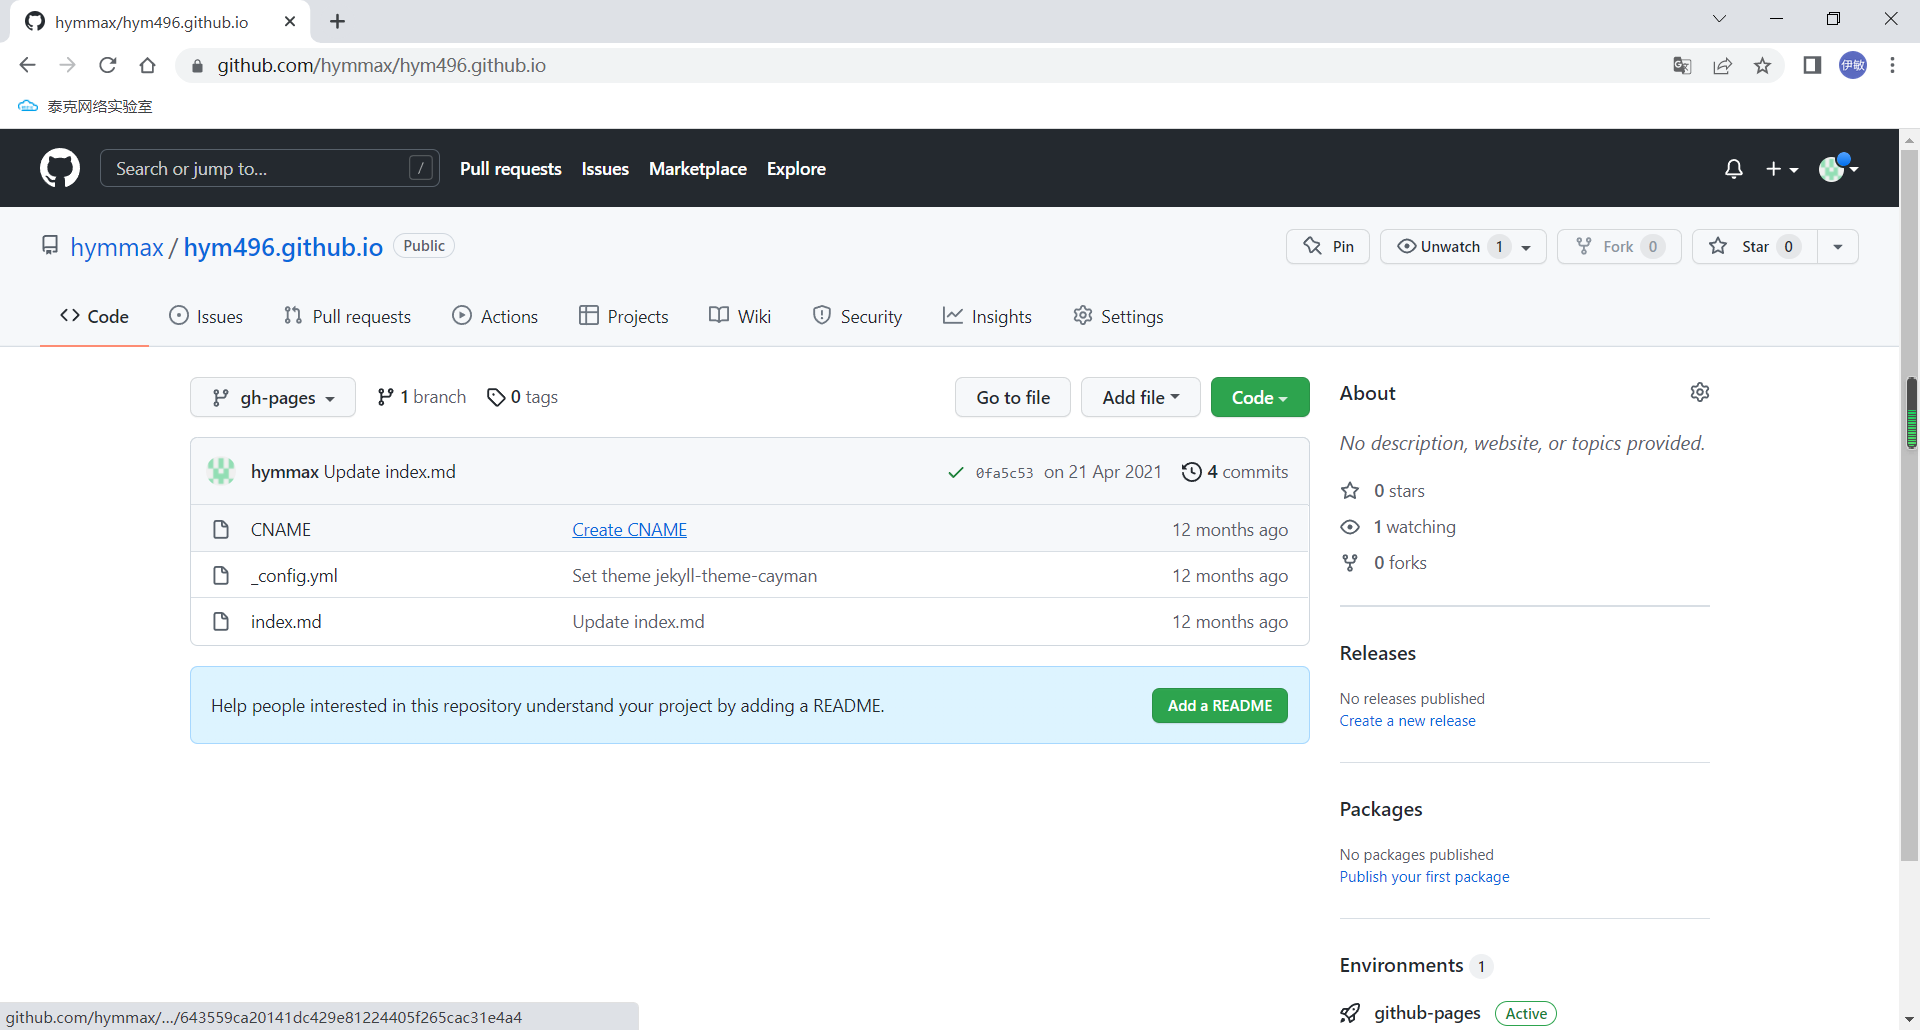 hymmax/hym496.github.io
github.com/hymmax/hym496.github.io
伊敏
泰克网络实验室
Search or jump to... /
Pull requests Issues Marketplace Explore
hymmax / hym496.github.io Public
Pin Unwatch 1 Fork 0 Star 0
Code Issues Pull requests Actions Projects Wiki Security Insights Settings
gh-pages 1 branch 0 tags Go to file Add file Code
hymmax Update index.md 0fa5c53 on 21 Apr 2021 4 commits
CNAME Create CNAME 12 months ago
_config.yml Set theme jekyll-theme-cayman 12 months ago
index.md Update index.md 12 months ago
Help people interested in this repository understand your project by adding a README. Add a README
About
No description, website, or topics provided.
0 stars
1 watching
0 forks
Releases
No releases published
Create a new release
Packages
No packages published
Publish your first package
Environments 1
github-pages Active
github.com/hymmax/.../643559ca20141dc429e81224405f265cac31e4a4